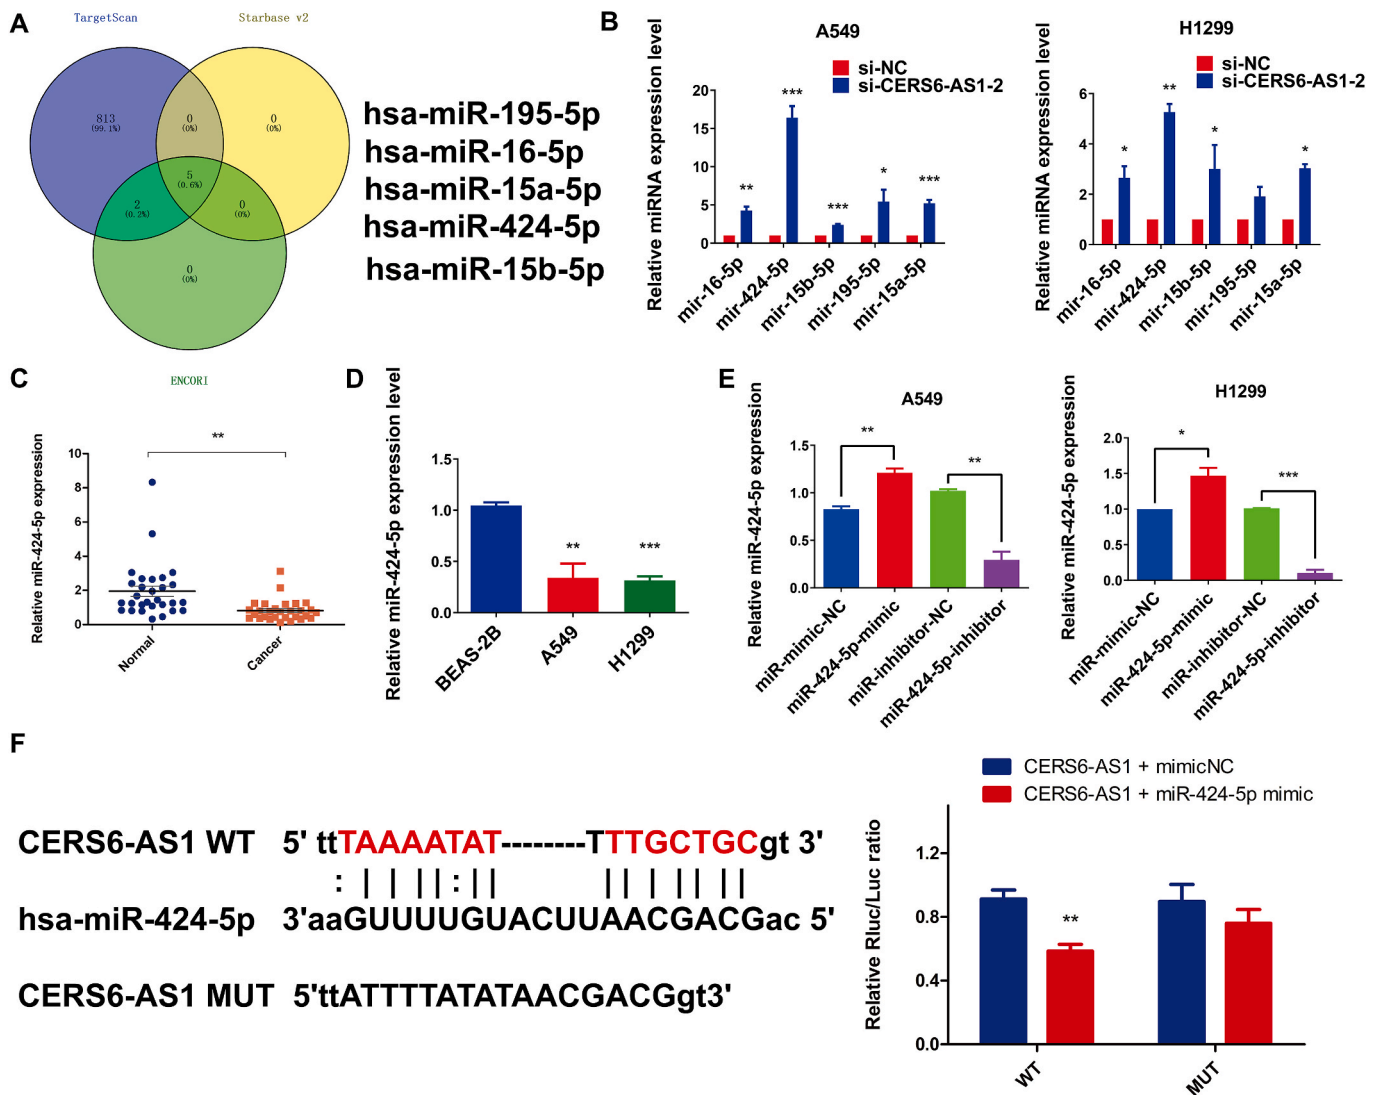 A
TargetScan
Starbase v2
813
(99.1%)
0
(0%)
0
(0%)
5
(0.6%)
2
(0.2%)
0
(0%)
0
(0%)
ENCORI
hsa-miR-195-5p
hsa-miR-16-5p
hsa-miR-15a-5p
hsa-miR-424-5p
hsa-miR-15b-5p
B
A549
si-NC
si-CERS6-AS1-2
Relative miRNA expression level
20
15
10
5
0
**
***
***
*
***
mir-16-5p
mir-424-5p
mir-15b-5p
mir-195-5p
mir-15a-5p
H1299
si-NC
si-CERS6-AS1-2
Relative miRNA expression level
6
4
2
0
*
**
*
*
mir-16-5p
mir-424-5p
mir-15b-5p
mir-195-5p
mir-15a-5p
C
Relative miR-424-5p expression
10
8
6
4
2
0
**
Normal
Cancer
D
Relative miR-424-5p expression level
1.5
1.0
0.5
0.0
**
***
BEAS-2B
A549
H1299
E
A549
Relative miR-424-5p expression
1.5
1.0
0.5
0.0
**
**
miR-mimic-NC
miR-424-5p-mimic
miR-inhibitor-NC
miR-424-5p-inhibitor
H1299
Relative miR-424-5p expression
2.0
1.5
1.0
0.5
0.0
*
***
miR-mimic-NC
miR-424-5p-mimic
miR-inhibitor-NC
miR-424-5p-inhibitor
F
CERS6-AS1 WT 5' ttTAAAATAT--------TTTGCTGCgt 3'
: | | | | : | | | | | | | | |
hsa-miR-424-5p 3'aaGUUUUGUACUUAACGACGac 5'
CERS6-AS1 MUT 5'ttATTTTATATAACGACGgt3'
CERS6-AS1 + mimicNC
CERS6-AS1 + miR-424-5p mimic
Relative Rluc/Luc ratio
1.2
0.8
0.4
0.0
**
WT
MUT